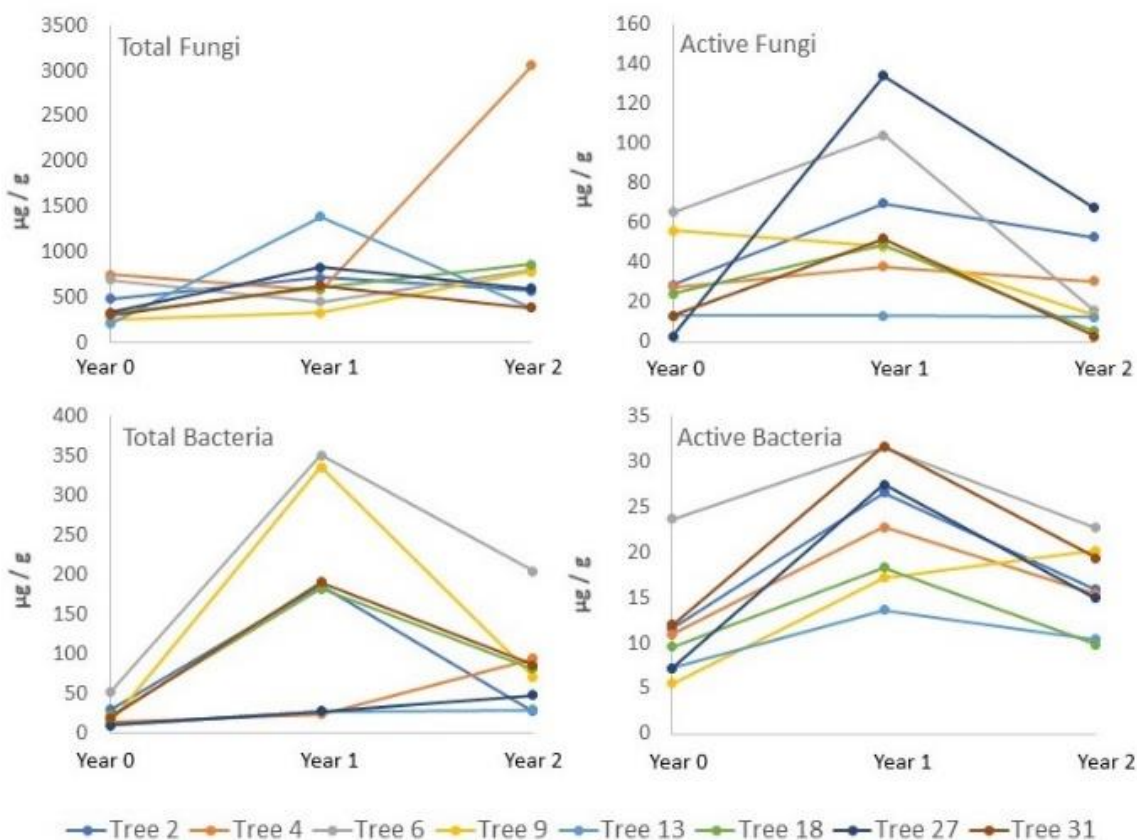 Total Fungi
3500
3000
2500
2000
1500
1000
500
0
µg / g
Year 0 Year 1 Year 2
Active Fungi
160
140
120
100
80
60
40
20
0
µg / g
Year 0 Year 1 Year 2
Total Bacteria
400
350
300
250
200
150
100
50
0
µg / g
Year 0 Year 1 Year 2
Active Bacteria
35
30
25
20
15
10
5
0
µg / g
Year 0 Year 1 Year 2
Tree 2 Tree 4 Tree 6 Tree 9 Tree 13 Tree 18 Tree 27 Tree 31